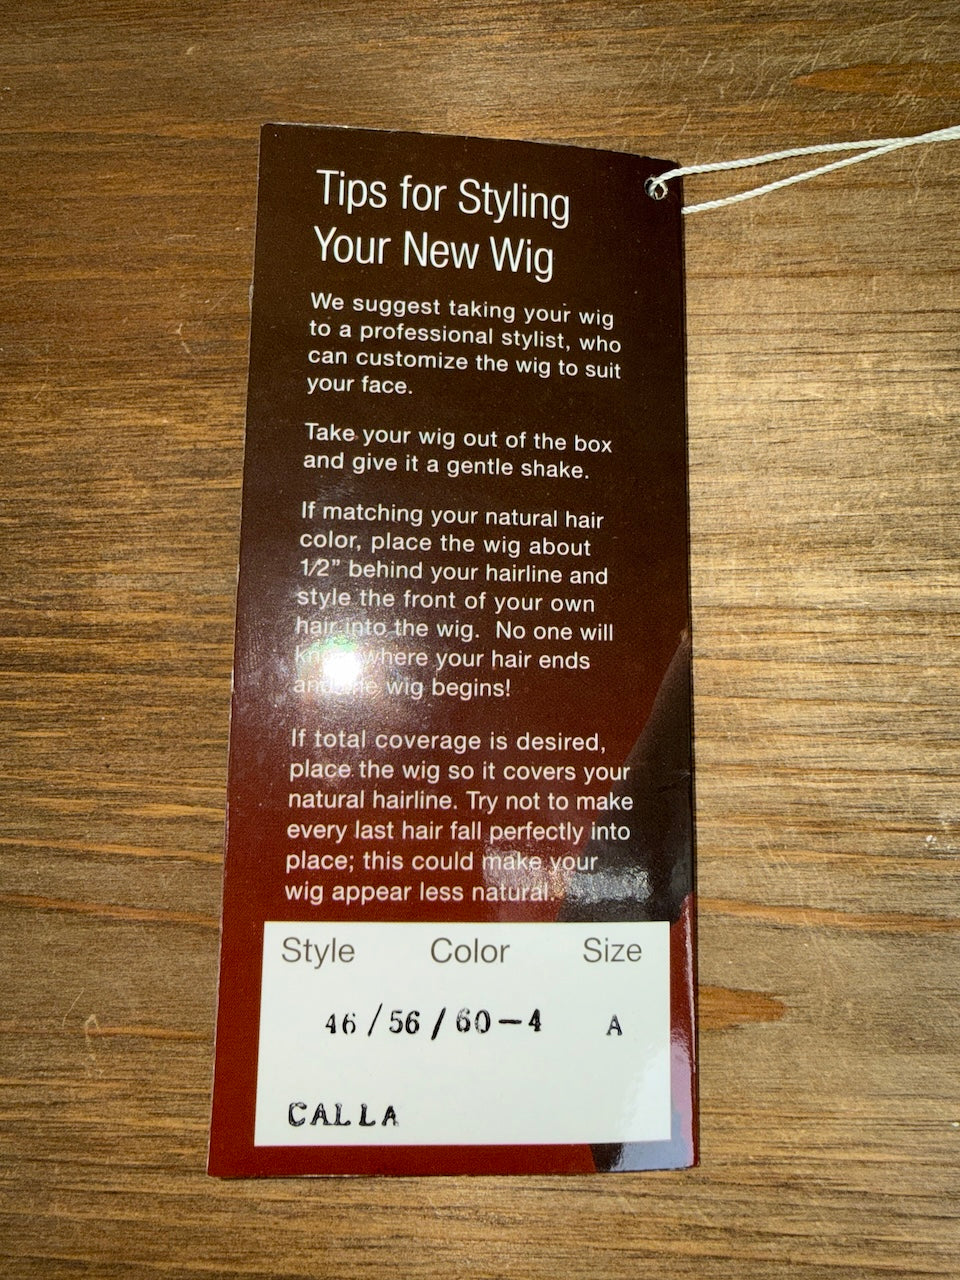 Tips for Styling
Your New Wig
We suggest taking your wig
to a professional stylist, who
can customize the wig to suit
your face.
Take your wig out of the box
and give it a gentle shake.
If matching your natural hair
color, place the wig about
1/2” behind your hairline and
style the front of your own
hair into the wig. No one will
know where your hair ends
and the wig begins!
If total coverage is desired,
place the wig so it covers your
natural hairline. Try not to make
every last hair fall perfectly into
place; this could make your
wig appear less natural.
Style Color Size
46/56/60-4 A
CALLA